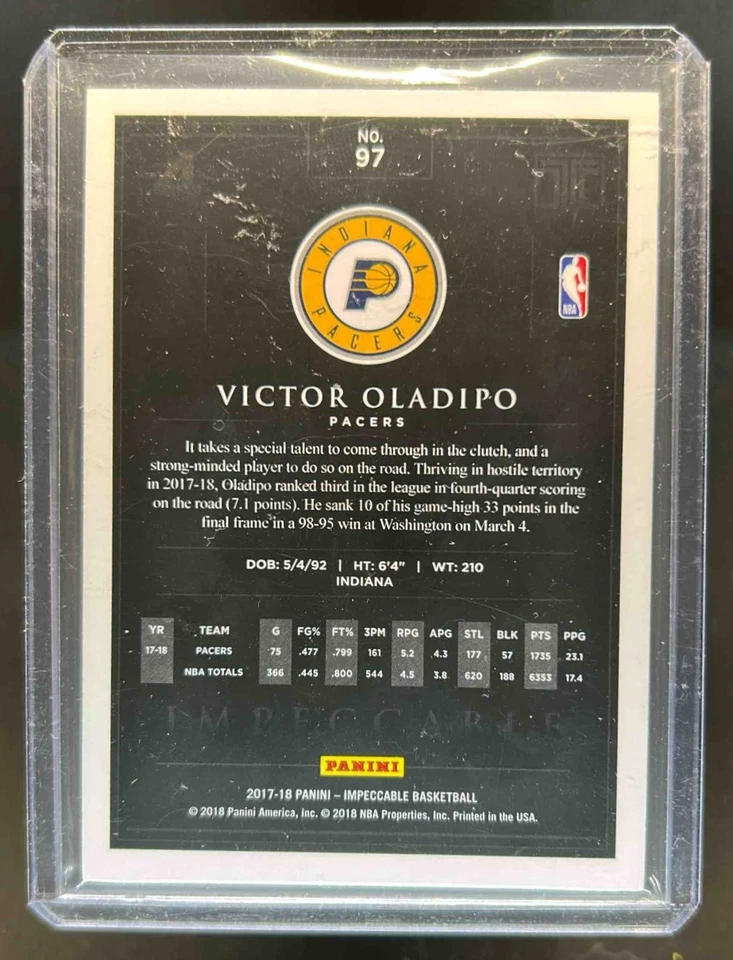 NO.
97
INDIANA
PACERS
NBA
VICTOR OLADIPO
PACERS
It takes a special talent to come through in the clutch, and a
strong-minded player to do so on the road. Thriving in hostile territory
in 2017-18, Oladipo ranked third in the league in fourth-quarter scoring
on the road (7.1 points). He sank 10 of his game-high 33 points in the
final frame in a 98-95 win at Washington on March 4.
DOB: 5/4/92 | HT: 6'4" | WT: 210
INDIANA
YR TEAM G FG% FT% 3PM RPG APG STL BLK PTS PPG
17-18 PACERS 75 .477 .799 161 5.2 4.3 177 57 1735 23.1
NBA TOTALS 366 .445 .800 544 4.5 3.8 620 188 6353 17.4
IMPECCABLE
PANINI
2017-18 PANINI – IMPECCABLE BASKETBALL
© 2018 Panini America, Inc. © 2018 NBA Properties, Inc. Printed in the USA.